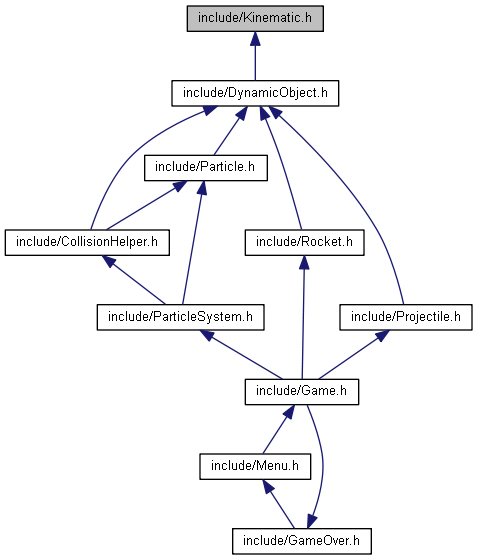 include/Kinematic.h
include/DynamicObject.h
include/Particle.h
include/CollisionHelper.h
include/Rocket.h
include/ParticleSystem.h
include/Projectile.h
include/Game.h
include/Menu.h
include/GameOver.h